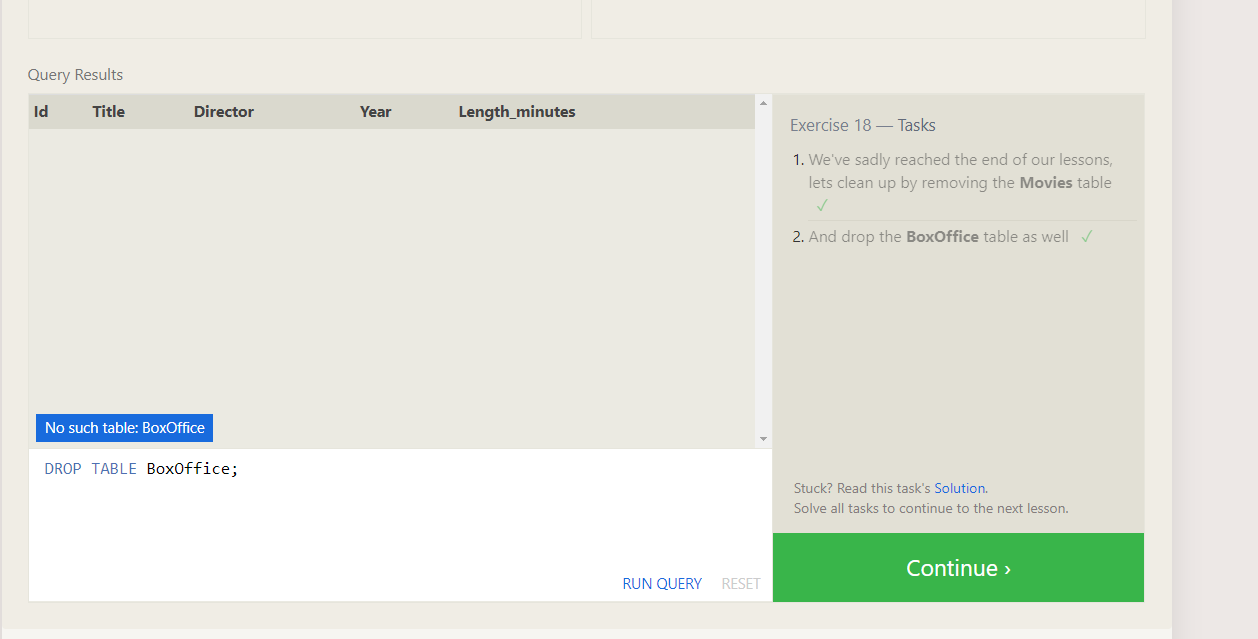 Query Results
Id Title Director Year Length_minutes
No such table: BoxOffice
DROP TABLE BoxOffice;
RUN QUERY RESET
Exercise 18 — Tasks
1. We've sadly reached the end of our lessons,
lets clean up by removing the Movies table
✓
2. And drop the BoxOffice table as well ✓
Stuck? Read this task's Solution.
Solve all tasks to continue to the next lesson.
Continue ›